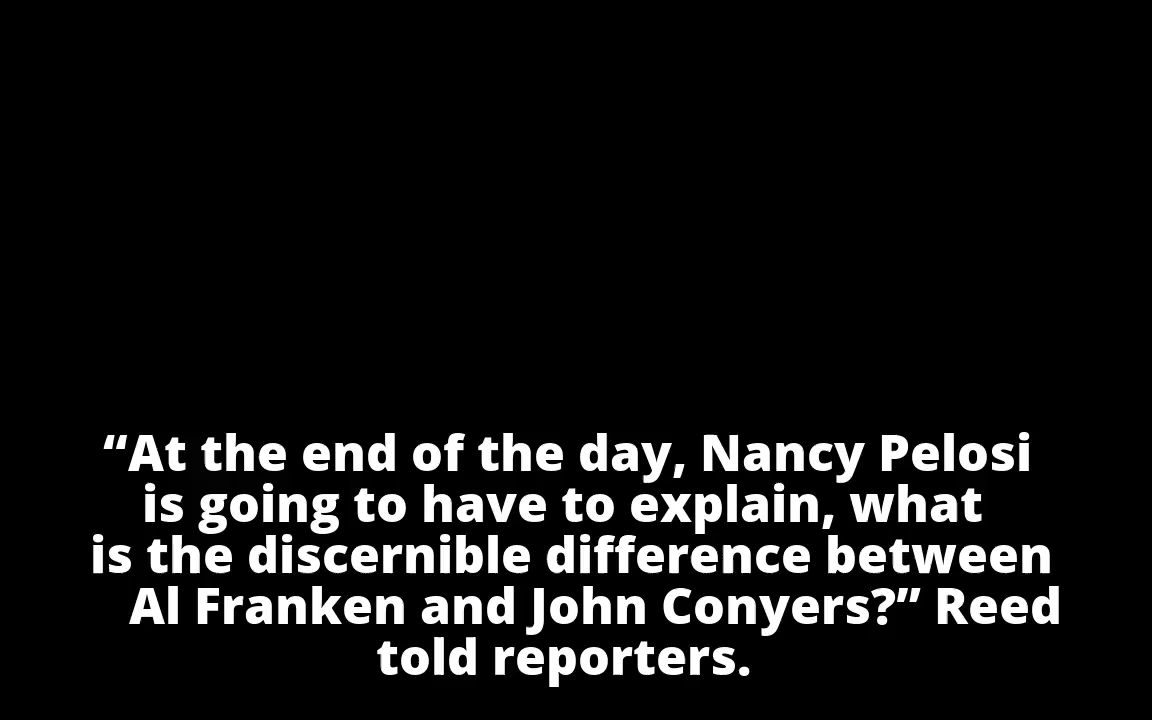 “At the end of the day, Nancy Pelosi
is going to have to explain, what
is the discernible difference between
Al Franken and John Conyers?” Reed
told reporters.